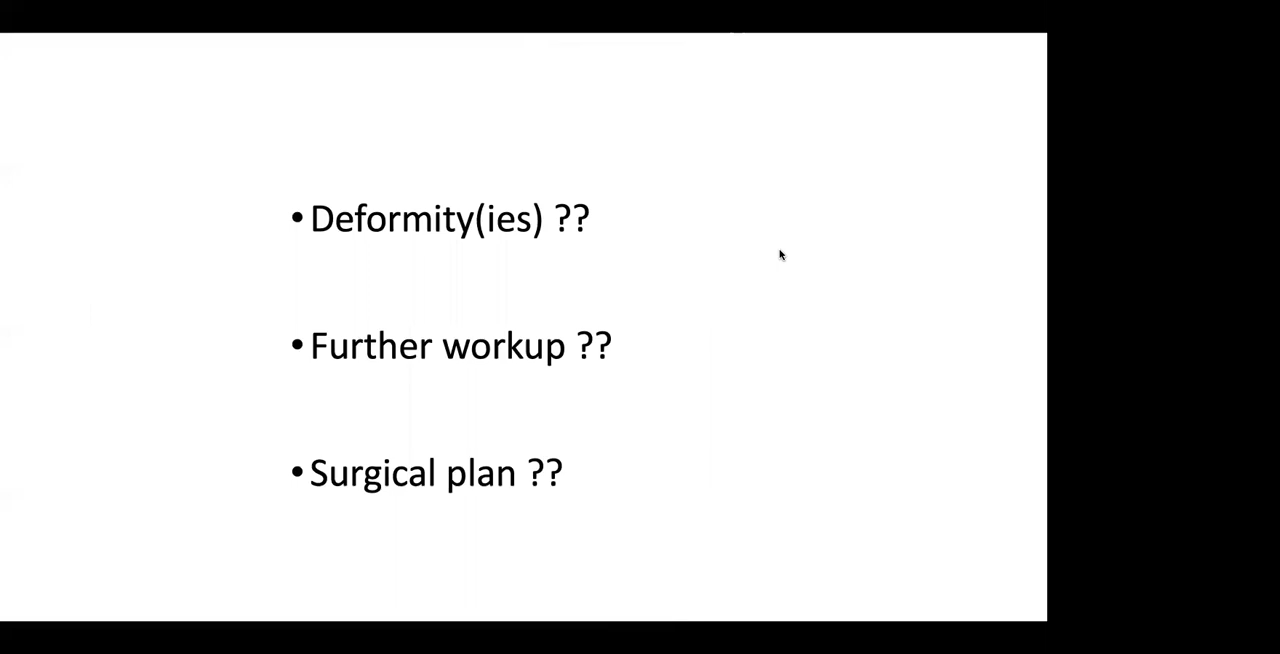 • Deformity(ies) ??
• Further workup ??
• Surgical plan ??